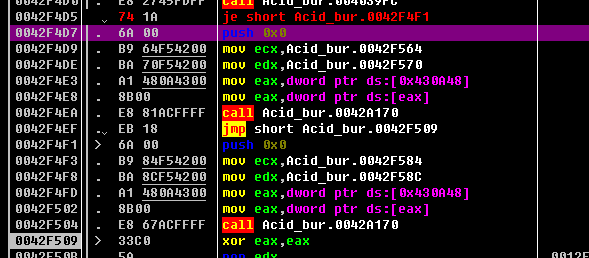 0042F4D0 . E8 2745FDFF call Acid_bur.004039FC
0042F4D5 74 1A je short Acid_bur.0042F4F1
0042F4D7 . 6A 00 push 0x0
0042F4D9 . B9 64F54200 mov ecx,Acid_bur.0042F564
0042F4DE . BA 70F54200 mov edx,Acid_bur.0042F570
0042F4E3 . A1 480A4300 mov eax,dword ptr ds:[0x430A48]
0042F4E8 . 8B00 mov eax,dword ptr ds:[eax]
0042F4EA . E8 81ACFFFF call Acid_bur.0042A170
0042F4EF . EB 18 jmp short Acid_bur.0042F509
0042F4F1 > 6A 00 push 0x0
0042F4F3 . B9 84F54200 mov ecx,Acid_bur.0042F584
0042F4F8 . BA 8CF54200 mov edx,Acid_bur.0042F58C
0042F4FD . A1 480A4300 mov eax,dword ptr ds:[0x430A48]
0042F502 . 8B00 mov eax,dword ptr ds:[eax]
0042F504 . E8 67ACFFFF call Acid_bur.0042A170
0042F509 > 33C0 xor eax,eax
0042F50B . 5A pop edx